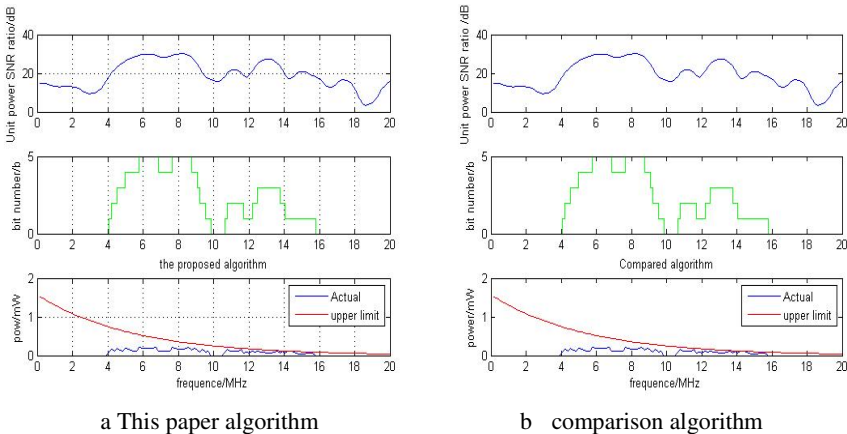 Unit power SNR ratio/dB
40
20
0
0 2 4 6 8 10 12 14 16 18 20
bit number/b
5
0
0 2 4 6 8 10 12 14 16 18 20
the proposed algorithm
pow/mW
2
1
0
0 2 4 6 8 10 12 14 16 18 20
Actual
upper limit
frequence/MHz
a This paper algorithm
Unit power SNR ratio /dB
40
20
0
0 2 4 6 8 10 12 14 16 18 20
bit number/b
5
0
0 2 4 6 8 10 12 14 16 18 20
Compared algorithm
power/mW
2
1
0
0 2 4 6 8 10 12 14 16 18 20
Actual
upper limit
frequence/MHz
b comparison algorithm